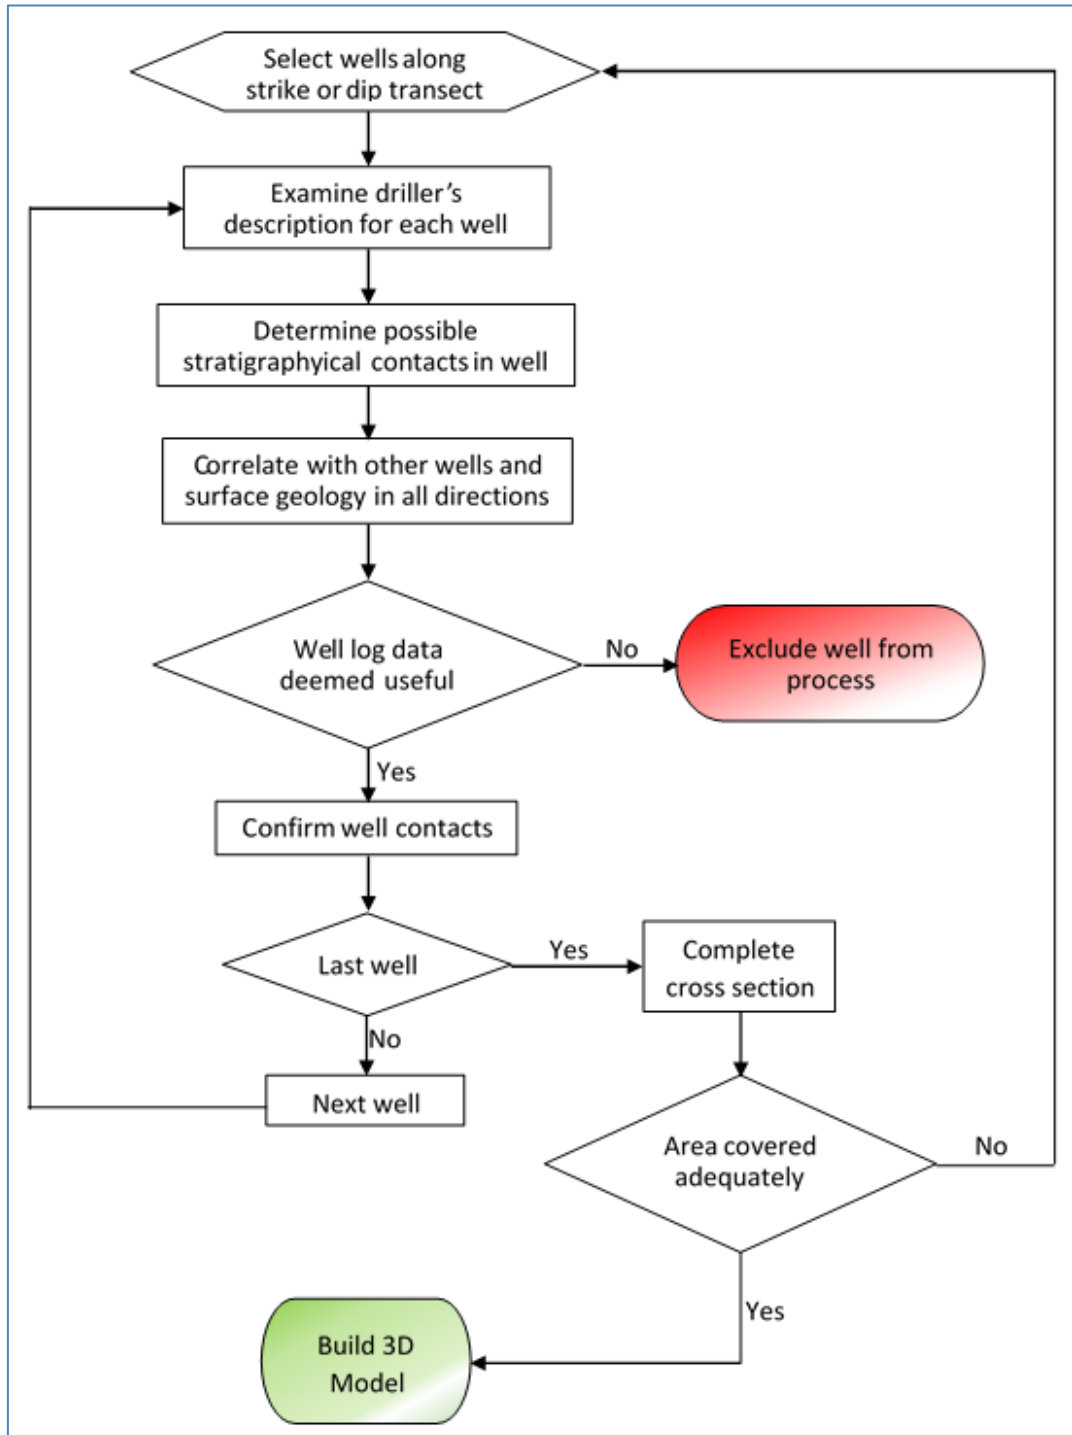 Select wells along
strike or dip transect
Examine driller's
description for each well
Determine possible
stratigraphyical contacts in well
Correlate with other wells and
surface geology in all directions
Well log data
deemed useful
No
Exclude well from
process
Yes
Confirm well contacts
Last well
Yes
Complete
cross section
No
Next well
Area covered
adequately
No
Yes
Build 3D
Model